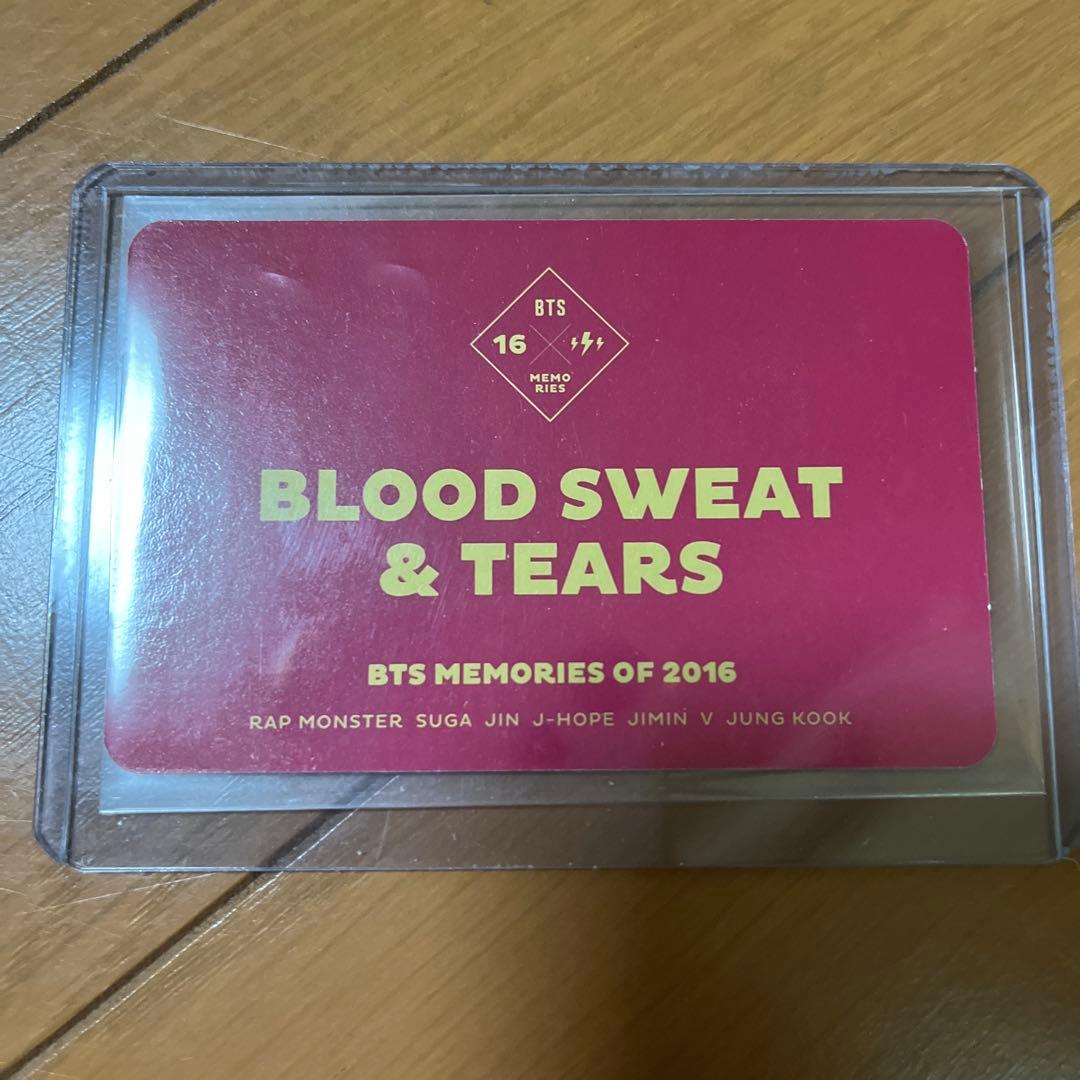 BTS
16
MEMO
RIES
BLOOD SWEAT
& TEARS
BTS MEMORIES OF 2016
RAP MONSTER SUGA JIN J-HOPE JIMIN V JUNG KOOK